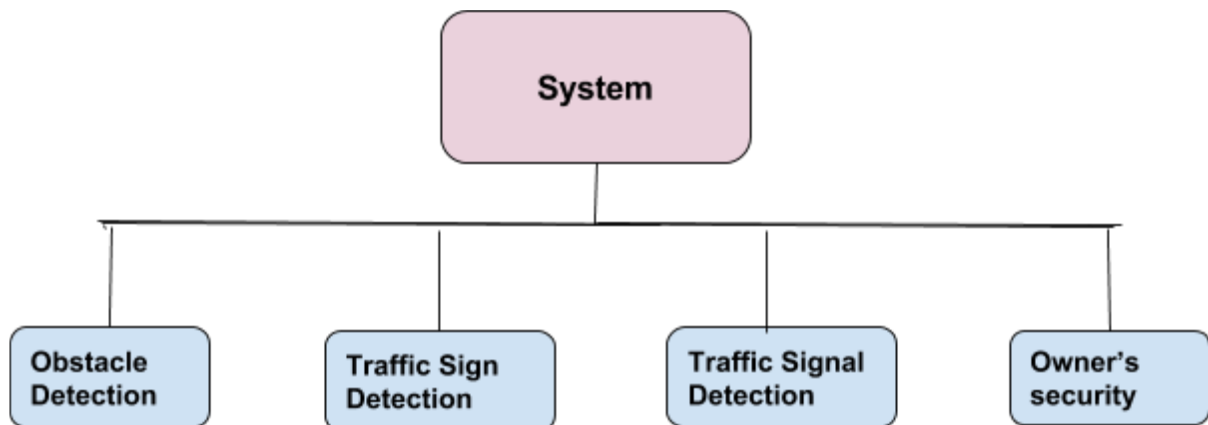 System
Obstacle
Detection
Traffic Sign
Detection
Traffic Signal
Detection
Owner’s
security